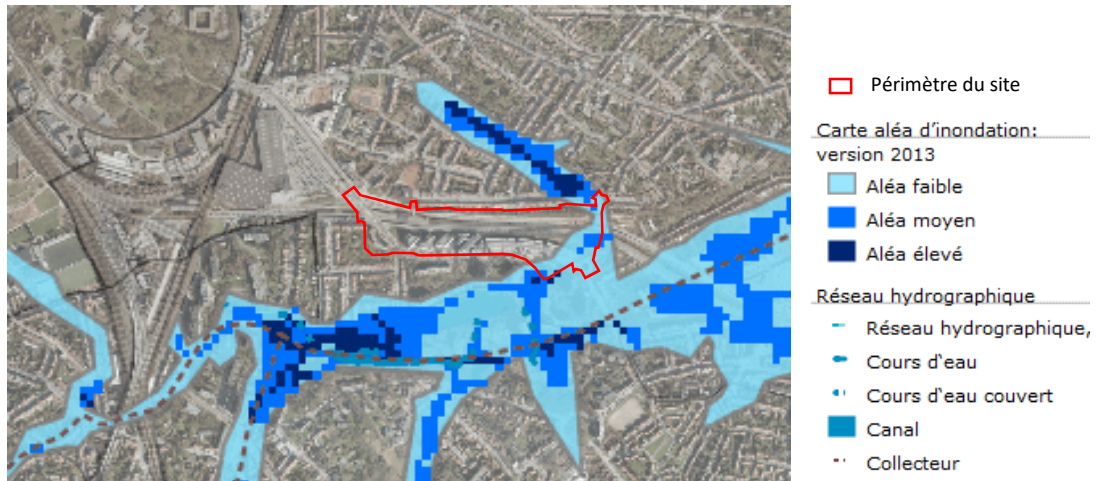 Périmètre du site
Carte aléa d'inondation:
version 2013
Aléa faible
Aléa moyen
Aléa élevé
Réseau hydrographique
Réseau hydrographique,
Cours d'eau
Cours d'eau couvert
Canal
Collecteur